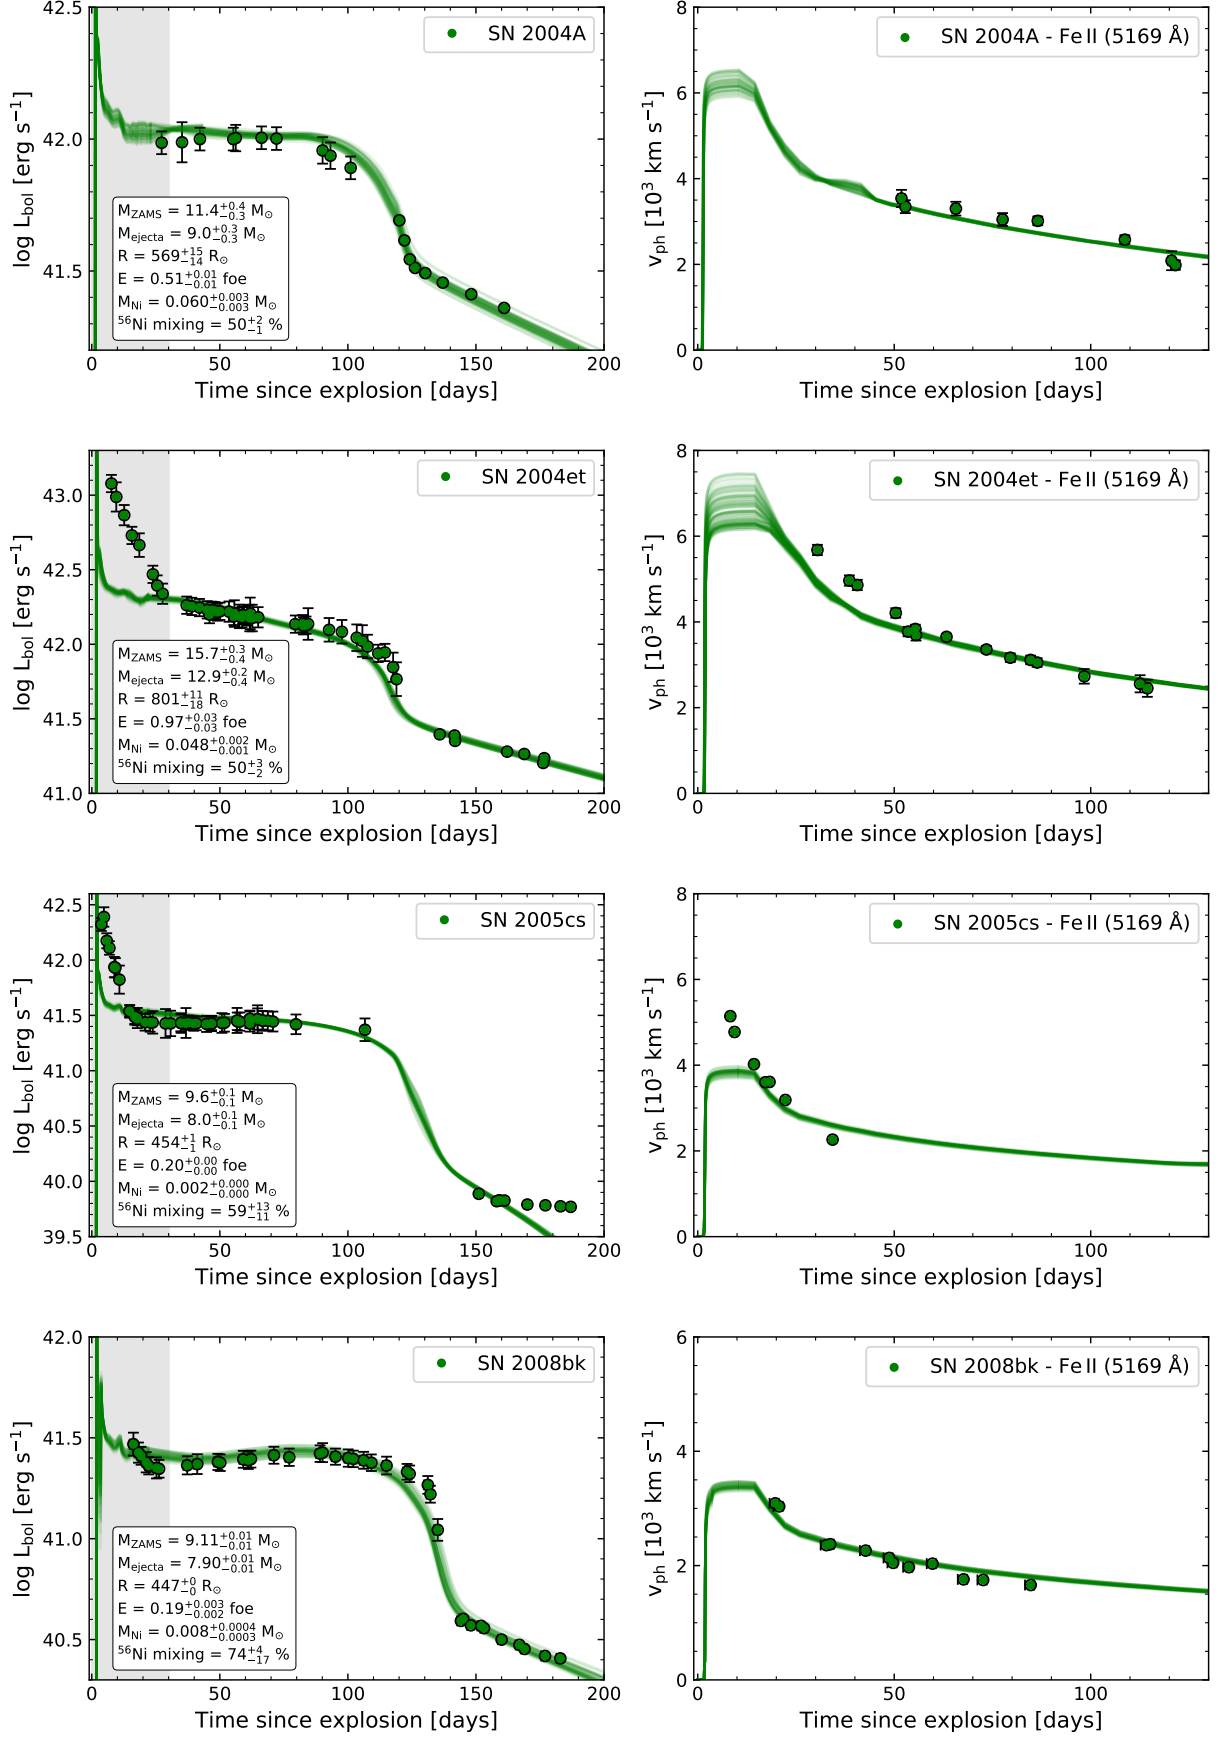 SN 2004A
log L_bol [erg s⁻¹]
42.5
42.0
41.5
M_ZAMS = 11.4 +0.4 −0.3 M☉
M_ejecta = 9.0 +0.3 −0.3 M☉
R = 569 +15 −14 R☉
E = 0.51 +0.01 −0.01 foe
M_Ni = 0.060 +0.003 −0.003 M☉
⁵⁶Ni mixing = 50 +2 −1 %
0 50 100 150 200
Time since explosion [days]
SN 2004A - Fe II (5169 Å)
v_ph [10³ km s⁻¹]
8
6
4
2
0
0 50 100
Time since explosion [days]
SN 2004et
log L_bol [erg s⁻¹]
43.0
42.5
42.0
41.5
41.0
M_ZAMS = 15.7 +0.3 −0.4 M☉
M_ejecta = 12.9 +0.2 −0.4 M☉
R = 801 +11 −18 R☉
E = 0.97 +0.03 −0.03 foe
M_Ni = 0.048 +0.002 −0.001 M☉
⁵⁶Ni mixing = 50 +3 −2 %
0 50 100 150 200
Time since explosion [days]
SN 2004et - Fe II (5169 Å)
v_ph [10³ km s⁻¹]
8
6
4
2
0
0 50 100
Time since explosion [days]
SN 2005cs
log L_bol [erg s⁻¹]
42.5
42.0
41.5
41.0
40.5
40.0
39.5
M_ZAMS = 9.6 +0.1 −0.1 M☉
M_ejecta = 8.0 +0.1 −0.1 M☉
R = 454 +1 −1 R☉
E = 0.20 +0.00 −0.00 foe
M_Ni = 0.002 +0.000 −0.000 M☉
⁵⁶Ni mixing = 59 +13 −11 %
0 50 100 150 200
Time since explosion [days]
SN 2005cs - Fe II (5169 Å)
v_ph [10³ km s⁻¹]
8
6
4
2
0
0 50 100
Time since explosion [days]
SN 2008bk
log L_bol [erg s⁻¹]
42.0
41.5
41.0
40.5
M_ZAMS = 9.11 +0.01 −0.01 M☉
M_ejecta = 7.90 +0.01 −0.01 M☉
R = 447 +0 −0 R☉
E = 0.19 +0.003 −0.002 foe
M_Ni = 0.008 +0.0004 −0.0003 M☉
⁵⁶Ni mixing = 74 +4 −17 %
0 50 100 150 200
Time since explosion [days]
SN 2008bk - Fe II (5169 Å)
v_ph [10³ km s⁻¹]
6
4
2
0
0 50 100
Time since explosion [days]